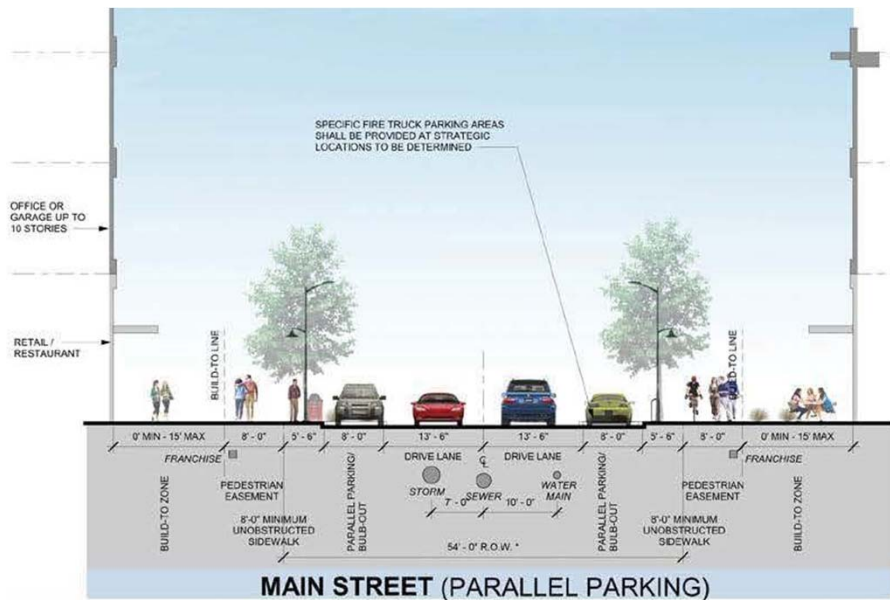 SPECIFIC FIRE TRUCK PARKING AREAS
SHALL BE PROVIDED AT STRATEGIC
LOCATIONS TO BE DETERMINED
OFFICE OR
GARAGE UP TO
10 STORIES
RETAIL /
RESTAURANT
BUILD-TO LINE
BUILD-TO LINE
0' MIN - 15' MAX
8'-0"
5'-6"
8'-0"
13'-6"
13'-6"
8'-0"
5'-6"
8'-0"
0' MIN - 15' MAX
FRANCHISE
DRIVE LANE
CL
DRIVE LANE
FRANCHISE
STORM
SEWER
WATER
MAIN
PEDESTRIAN
EASEMENT
PEDESTRIAN
EASEMENT
7'-0"
10'-0"
BUILD-TO ZONE
8'-0" MINIMUM
UNOBSTRUCTED
SIDEWALK
PARALLEL PARKING/
BULB-OUT
PARALLEL PARKING/
BULB-OUT
8'-0" MINIMUM
UNOBSTRUCTED
SIDEWALK
BUILD-TO ZONE
54'-0" R.O.W. *
MAIN STREET (PARALLEL PARKING)